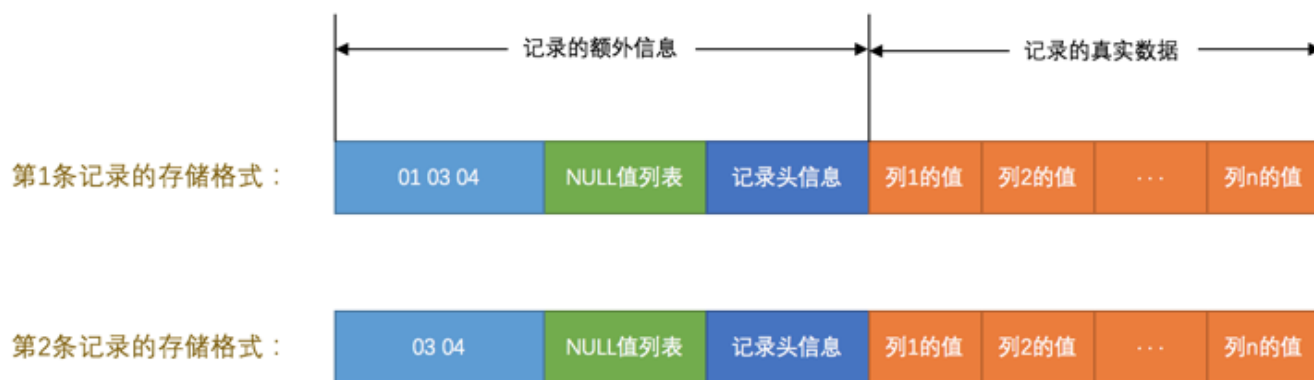 记录的额外信息 记录的真实数据
第1条记录的存储格式： 01 03 04 NULL值列表 记录头信息 列1的值 列2的值 ··· 列n的值
第2条记录的存储格式： 03 04 NULL值列表 记录头信息 列1的值 列2的值 ··· 列n的值